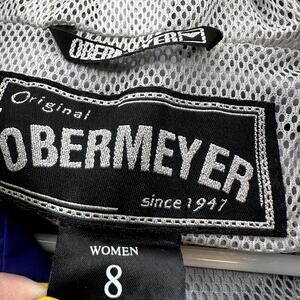 OBERMEYER
Original
OBERMEYER
since 1947
WOMEN
8